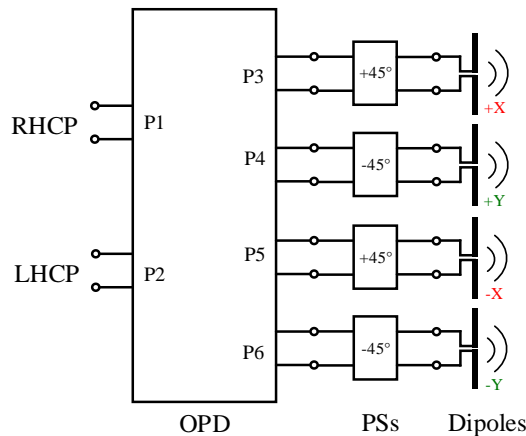 P3
+45°
+X
RHCP
P1
P4
-45°
+Y
P5
+45°
-X
LHCP
P2
P6
-45°
-Y
OPD
PSs
Dipoles